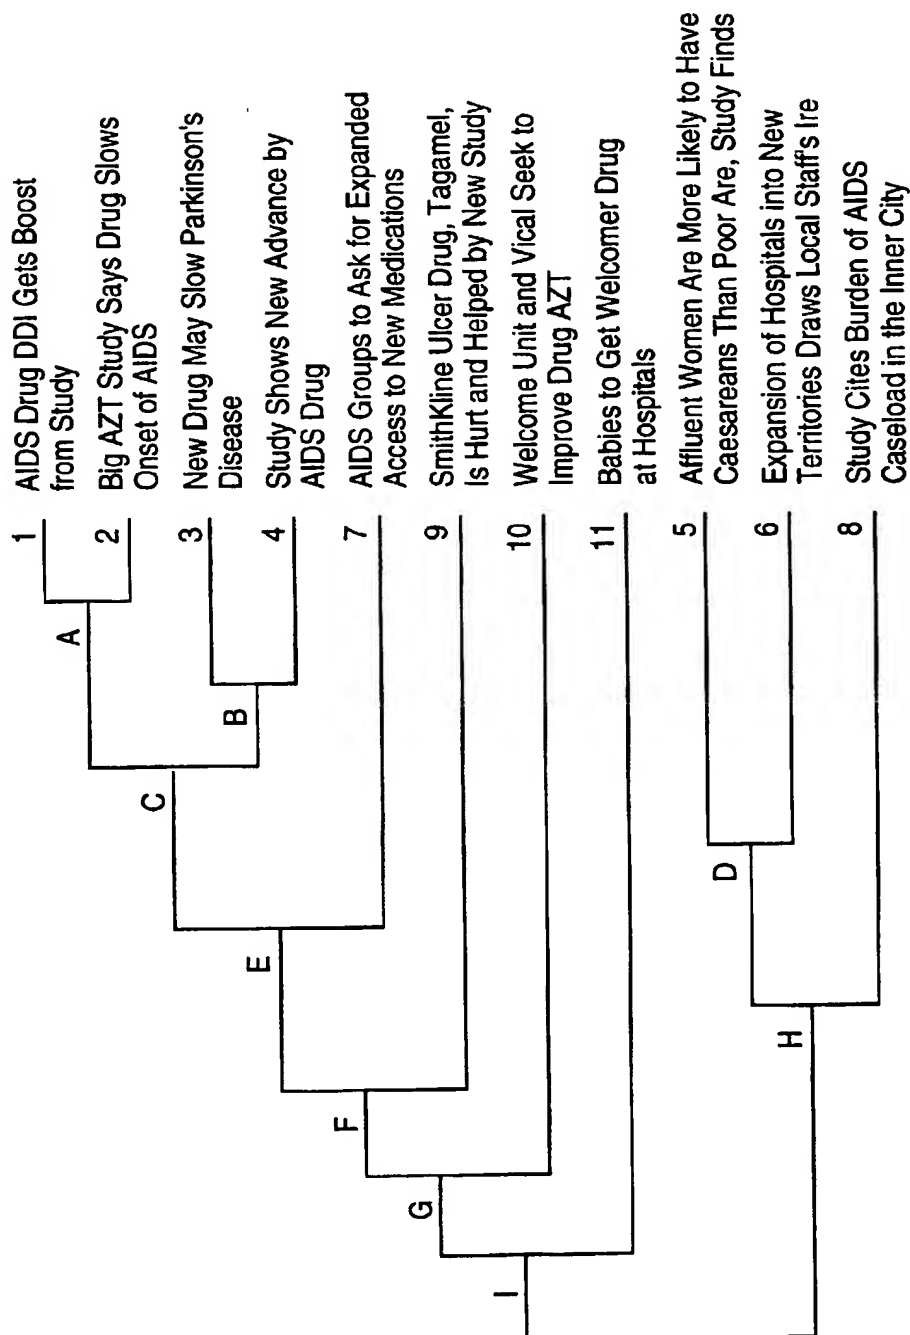 1
AIDS Drug DDI Gets Boost
from Study
2
Big AZT Study Says Drug Slows
Onset of AIDS
3
New Drug May Slow Parkinson's
Disease
4
Study Shows New Advance by
AIDS Drug
7
AIDS Groups to Ask for Expanded
Access to New Medications
9
SmithKline Ulcer Drug, Tagamel,
Is Hurt and Helped by New Study
10
Welcome Unit and Vical Seek to
Improve Drug AZT
11
Babies to Get Welcomer Drug
at Hospitals
5
Affluent Women Are More Likely to Have
Caesareans Than Poor Are, Study Finds
6
Expansion of Hospitals into New
Territories Draws Local Staff's Ire
8
Study Cites Burden of AIDS
Caseload in the Inner City
A
B
C
D
E
F
G
H
I